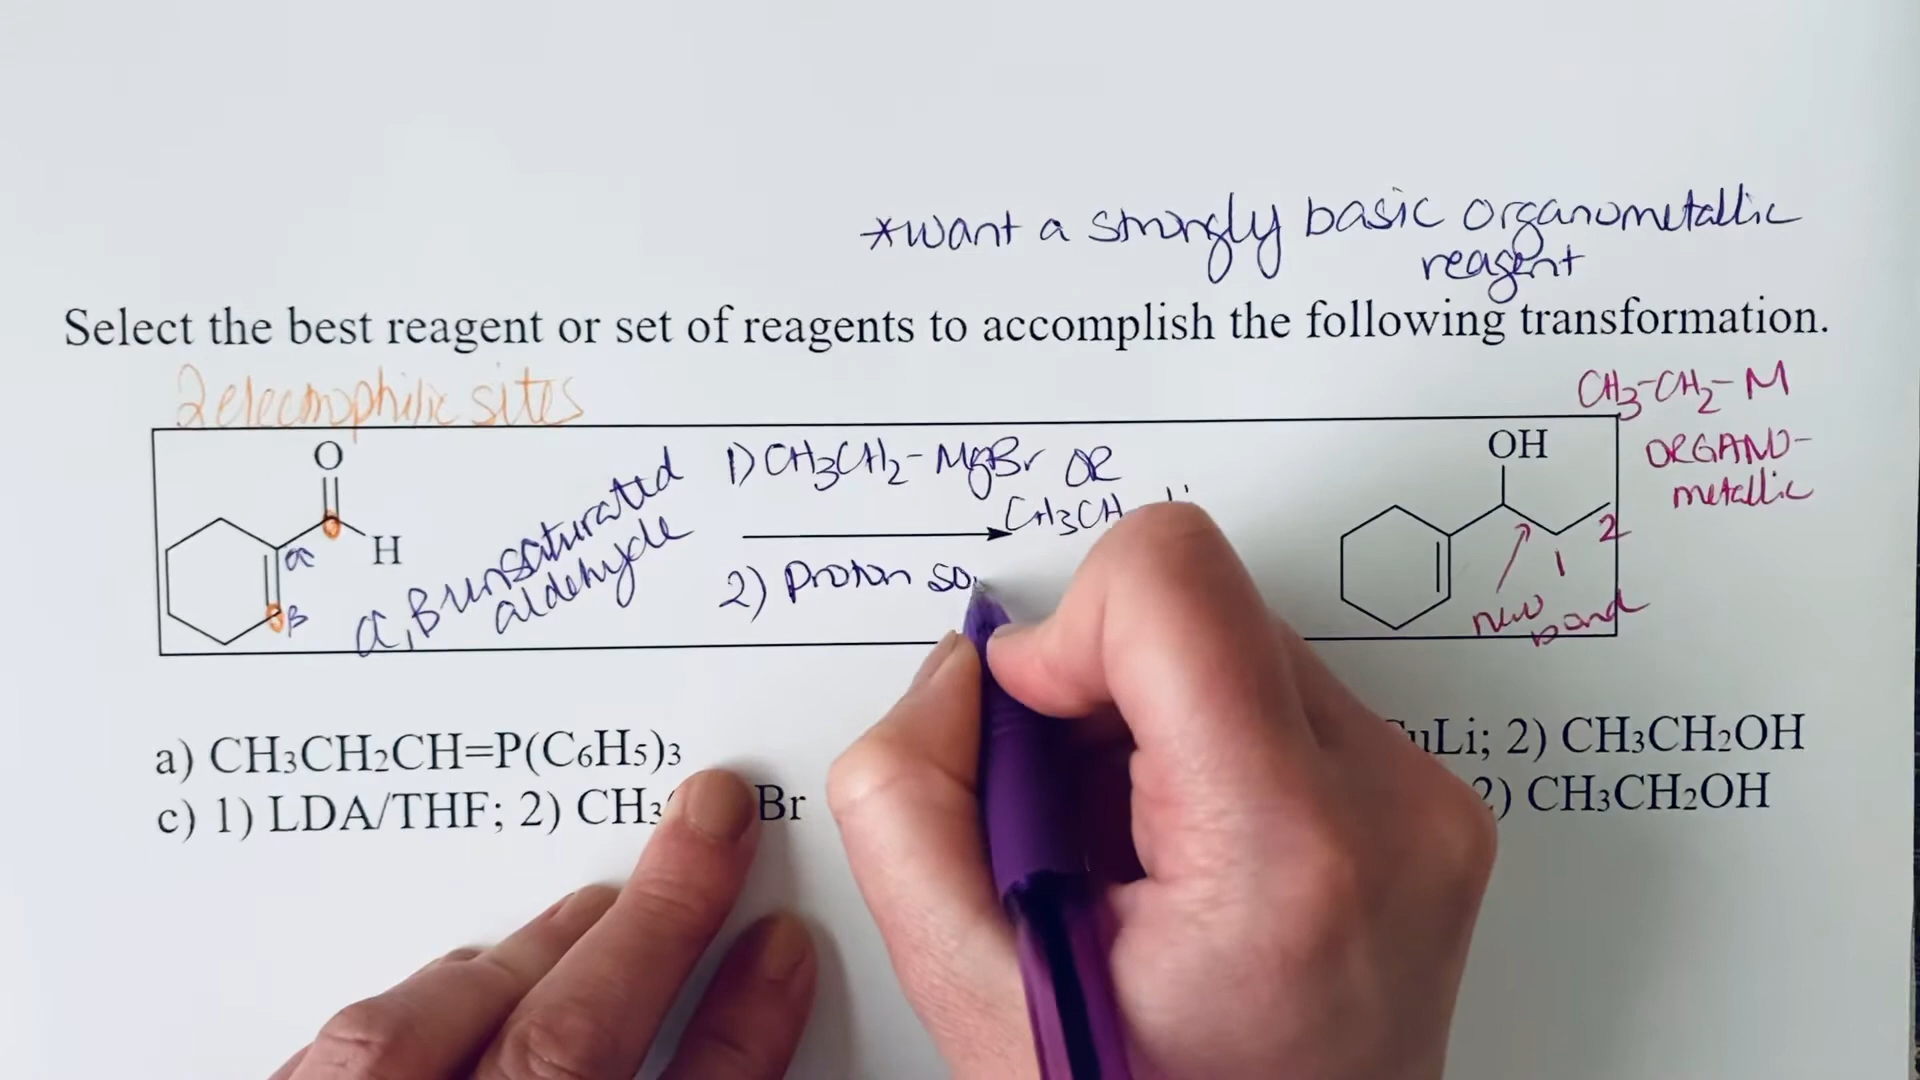 *want a strongly basic organometallic
reagent
Select the best reagent or set of reagents to accomplish the following transformation.
2 electrophilic sites
CH3-CH2-M
ORGANO-
metallic
O
H
α
β
α,β unsaturated
aldehyde
1) CH3CH2-MgBr OR
CH3CH
2) Proton
OH
1
2
new
bond
a) CH3CH2CH=P(C6H5)3
uLi; 2) CH3CH2OH
c) 1) LDA/THF; 2) CH3 Br
2) CH3CH2OH